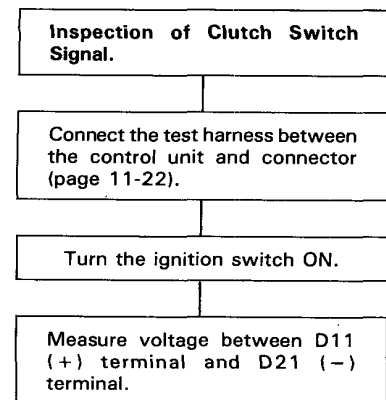 Inspection of Clutch Switch
Signal.
Connect the test harness between
the control unit and connector
(page 11-22).
Turn the ignition switch ON.
Measure voltage between D11
(+) terminal and D21 (−)
terminal.